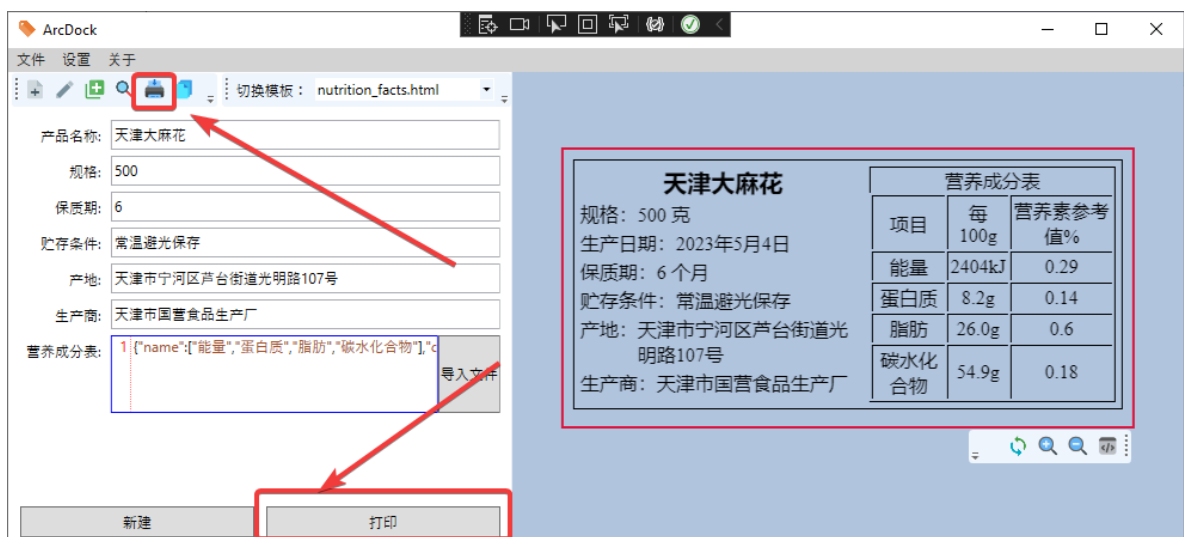 ArcDock
文件 设置 关于
切换模板： nutrition_facts.html
产品名称: 天津大麻花
规格: 500
保质期: 6
贮存条件: 常温避光保存
产地: 天津市宁河区芦台街道光明路107号
生产商: 天津市国营食品生产厂
营养成分表: 1 {"name":["能量","蛋白质","脂肪","碳水化合物"],"c
导入文件
新建 打印
天津大麻花
规格：500 克
生产日期：2023年5月4日
保质期：6 个月
贮存条件：常温避光保存
产地：天津市宁河区芦台街道光
明路107号
生产商：天津市国营食品生产厂
营养成分表
项目 每100g 营养素参考值%
能量 2404kJ 0.29
蛋白质 8.2g 0.14
脂肪 26.0g 0.6
碳水化合物 54.9g 0.18